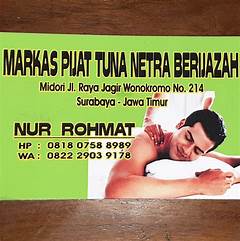 MARKAS PIJAT TUNA NETRA BERIJAZAH
Midori Jl. Raya Jagir Wonokromo No. 214
Surabaya - Jawa Timur
NUR ROHMAT
HP : 0818 0758 8989
WA : 0822 2903 9178